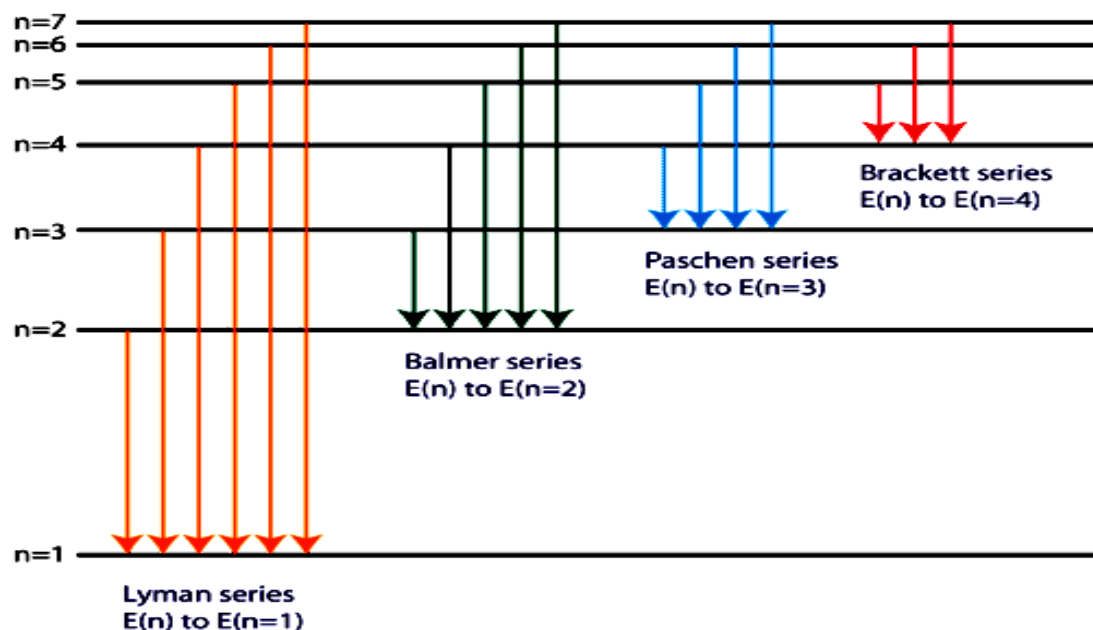 n=7
n=6
n=5
n=4
Brackett series
E(n) to E(n=4)
n=3
Paschen series
E(n) to E(n=3)
n=2
Balmer series
E(n) to E(n=2)
n=1
Lyman series
E(n) to E(n=1)